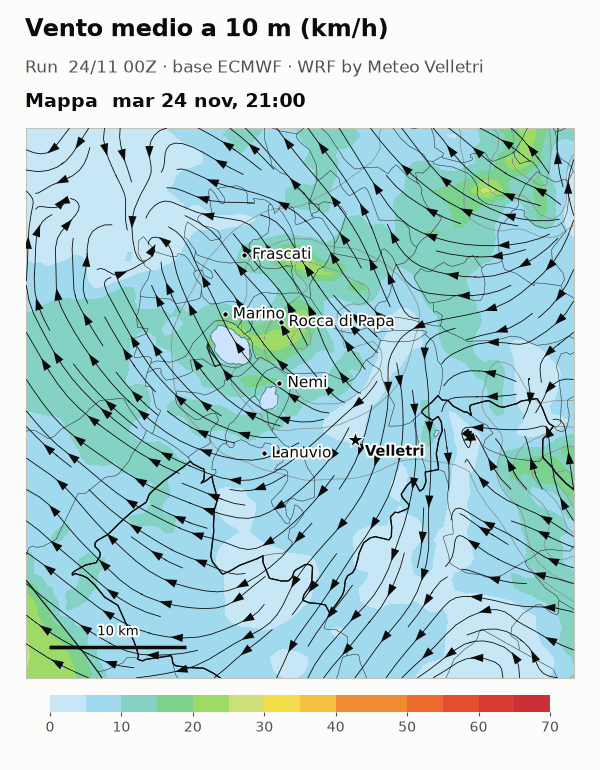 Vento medio a 10 m (km/h)
Run  24/11 00Z · base ECMWF · WRF by Meteo Velletri
Mappa  mar 24 nov, 21:00
Frascati
Marino
Rocca di Papa
Nemi
Lanuvio
Velletri
10 km
0 10 20 30 40 50 60 70